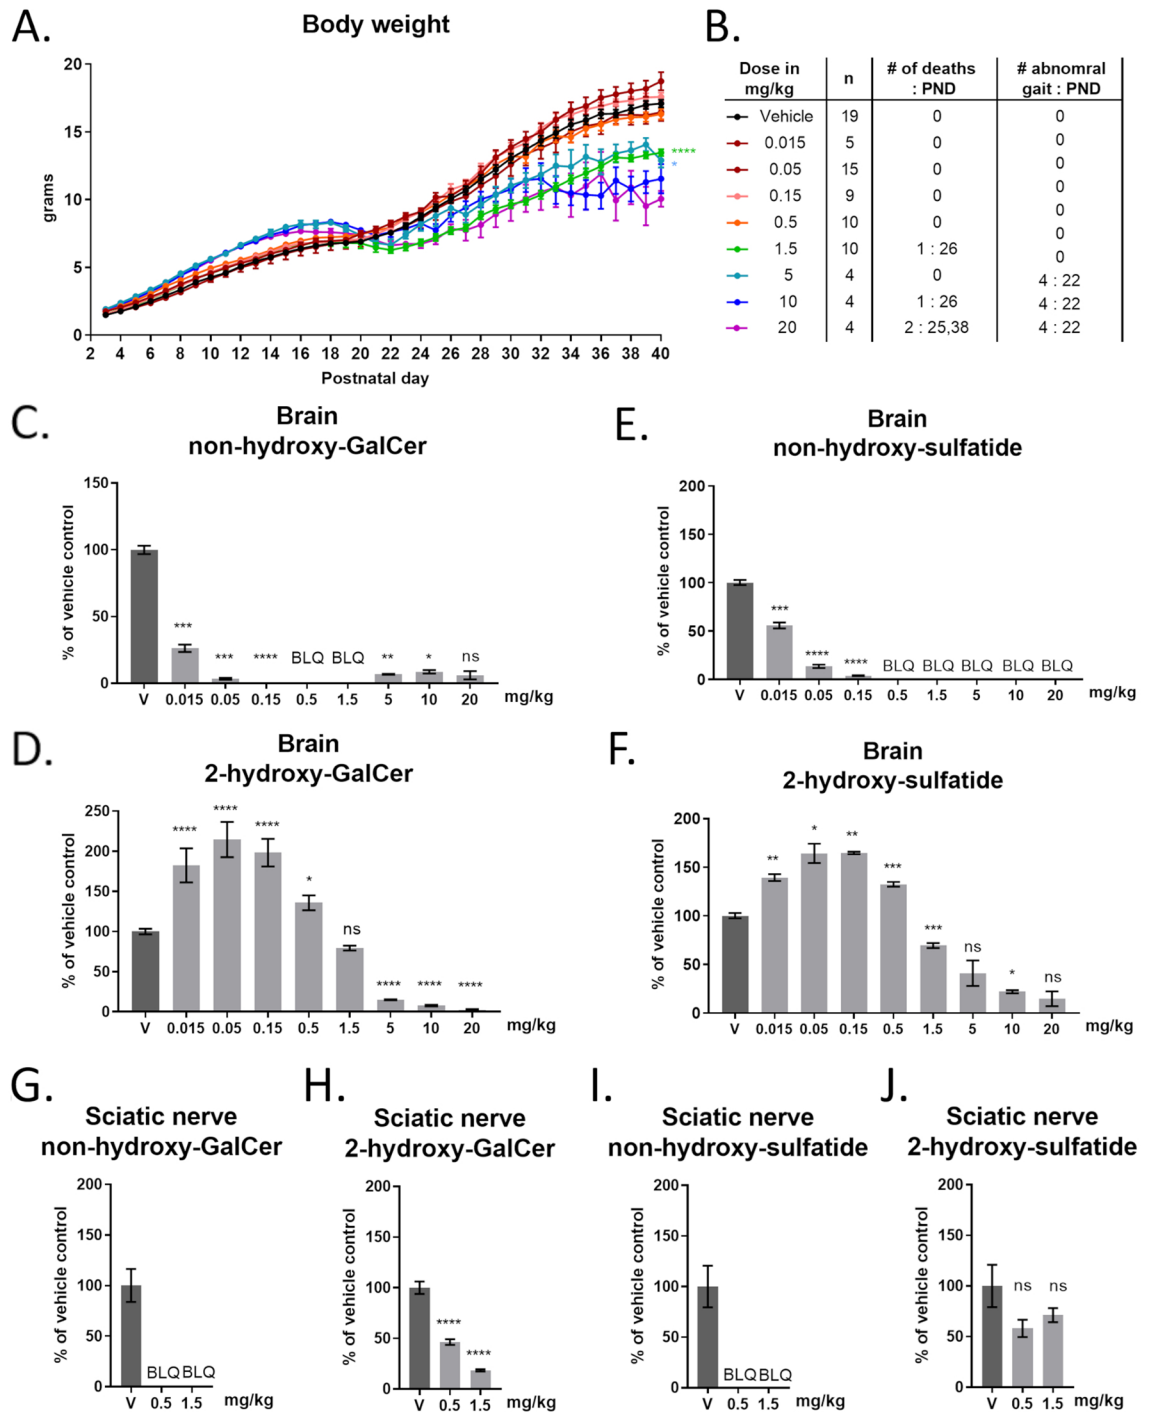 A.
Body weight
20
15
10
5
0
grams
2 4 6 8 10 12 14 16 18 20 22 24 26 28 30 32 34 36 38 40
Postnatal day
****
*
B.
Dose in mg/kg n # of deaths : PND # abnomral gait : PND
Vehicle 19 0 0
0.015 5 0 0
0.05 15 0 0
0.15 9 0 0
0.5 10 0 0
1.5 10 1 : 26 0
5 4 0 4 : 22
10 4 1 : 26 4 : 22
20 4 2 : 25,38 4 : 22
C.
Brain
non-hydroxy-GalCer
% of vehicle control
150
100
50
0
*** *** **** BLQ BLQ ** * ns
V 0.015 0.05 0.15 0.5 1.5 5 10 20 mg/kg
E.
Brain
non-hydroxy-sulfatide
% of vehicle control
200
150
100
50
0
*** **** **** BLQ BLQ BLQ BLQ BLQ
V 0.015 0.05 0.15 0.5 1.5 5 10 20 mg/kg
D.
Brain
2-hydroxy-GalCer
% of vehicle control
250
200
150
100
50
0
**** **** **** * ns **** **** ****
V 0.015 0.05 0.15 0.5 1.5 5 10 20 mg/kg
F.
Brain
2-hydroxy-sulfatide
% of vehicle control
200
150
100
50
0
** * ** *** *** ns * ns
V 0.015 0.05 0.15 0.5 1.5 5 10 20 mg/kg
G.
Sciatic nerve
non-hydroxy-GalCer
% of vehicle control
200
150
100
50
0
BLQ BLQ
V 0.5 1.5 mg/kg
H.
Sciatic nerve
2-hydroxy-GalCer
% of vehicle control
200
150
100
50
0
**** ****
V 0.5 1.5 mg/kg
I.
Sciatic nerve
non-hydroxy-sulfatide
% of vehicle control
200
150
100
50
0
BLQ BLQ
V 0.5 1.5 mg/kg
J.
Sciatic nerve
2-hydroxy-sulfatide
% of vehicle control
200
150
100
50
0
ns ns
V 0.5 1.5 mg/kg